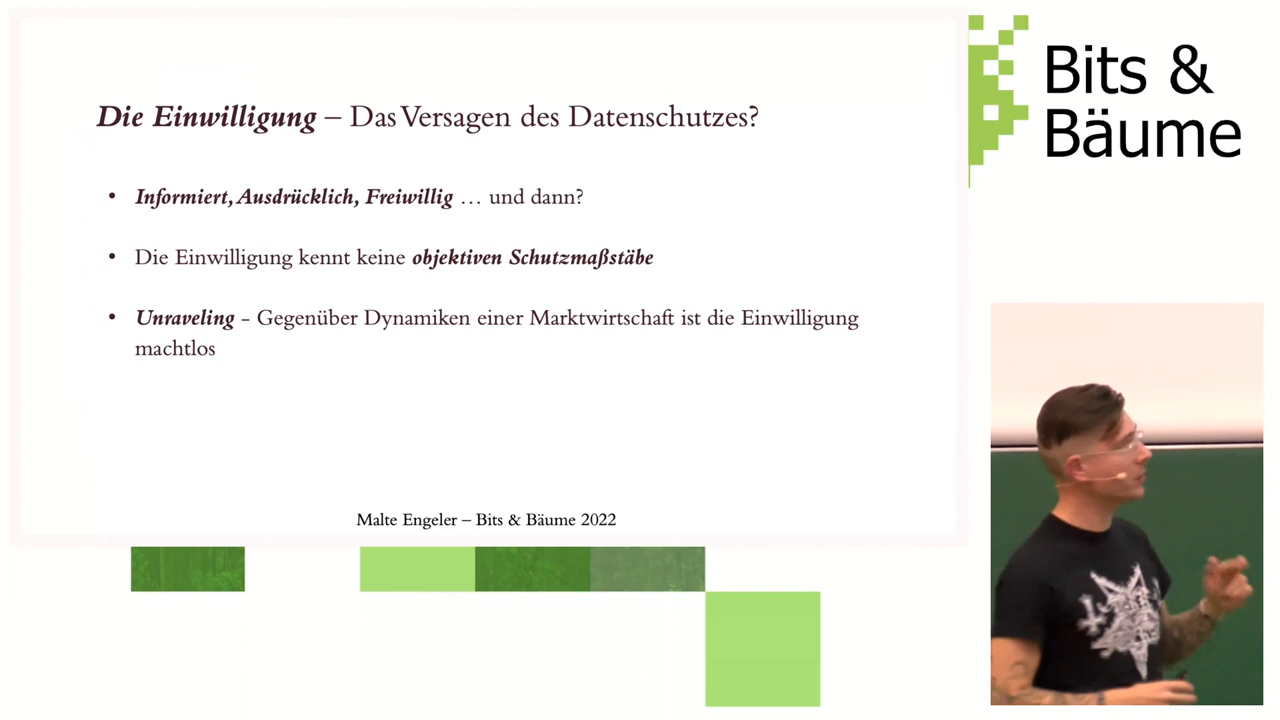 Die Einwilligung – Das Versagen des Datenschutzes?
• Informiert, Ausdrücklich, Freiwillig … und dann?
• Die Einwilligung kennt keine objektiven Schutzmaßstäbe
• Unraveling - Gegenüber Dynamiken einer Marktwirtschaft ist die Einwilligung
machtlos
Malte Engeler – Bits & Bäume 2022
Bits &
Bäume